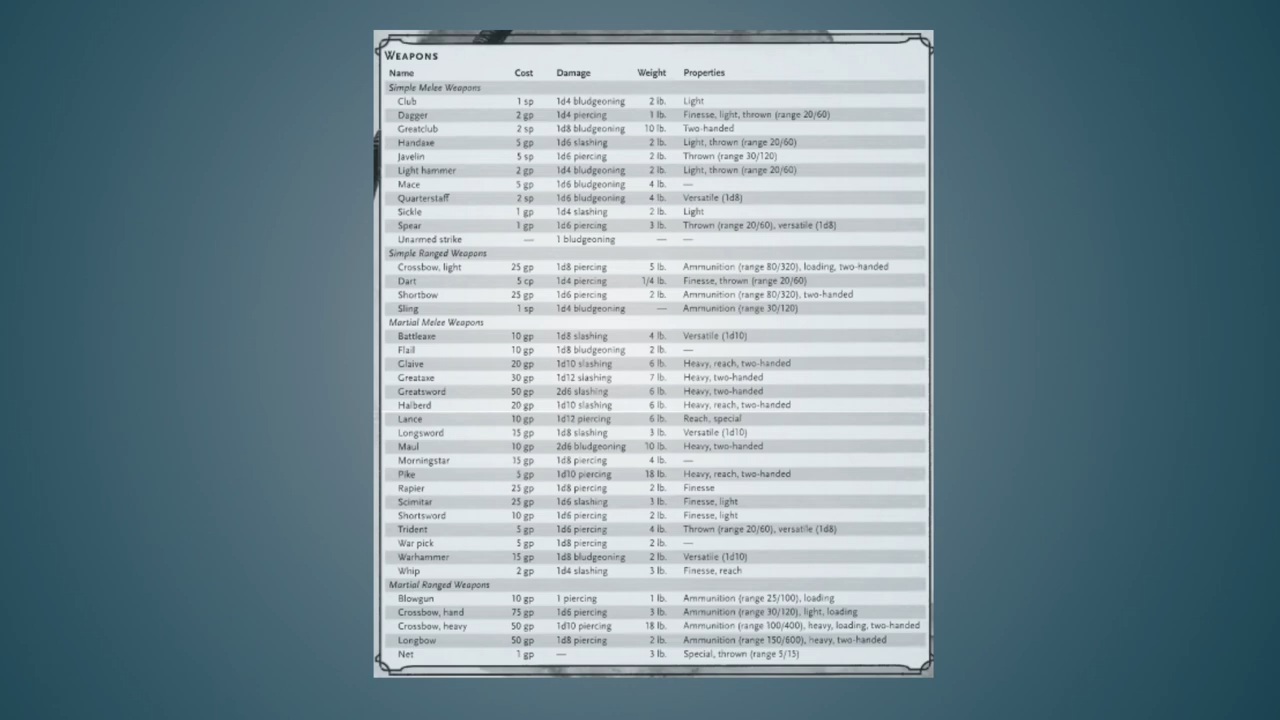 WEAPONS
Name Cost Damage Weight Properties
Simple Melee Weapons
Club 1 sp 1d4 bludgeoning 2 lb. Light
Dagger 2 gp 1d4 piercing 1 lb. Finesse, light, thrown (range 20/60)
Greatclub 2 sp 1d8 bludgeoning 10 lb. Two-handed
Handaxe 5 gp 1d6 slashing 2 lb. Light, thrown (range 20/60)
Javelin 5 sp 1d6 piercing 2 lb. Thrown (range 30/120)
Light hammer 2 gp 1d4 bludgeoning 2 lb. Light, thrown (range 20/60)
Mace 5 gp 1d6 bludgeoning 4 lb. —
Quarterstaff 2 sp 1d6 bludgeoning 4 lb. Versatile (1d8)
Sickle 1 gp 1d4 slashing 2 lb. Light
Spear 1 gp 1d6 piercing 3 lb. Thrown (range 20/60), versatile (1d8)
Unarmed strike — 1 bludgeoning — —
Simple Ranged Weapons
Crossbow, light 25 gp 1d8 piercing 5 lb. Ammunition (range 80/320), loading, two-handed
Dart 5 cp 1d4 piercing 1/4 lb. Finesse, thrown (range 20/60)
Shortbow 25 gp 1d6 piercing 2 lb. Ammunition (range 80/320), two-handed
Sling 1 sp 1d4 bludgeoning — Ammunition (range 30/120)
Martial Melee Weapons
Battleaxe 10 gp 1d8 slashing 4 lb. Versatile (1d10)
Flail 10 gp 1d8 bludgeoning 2 lb. —
Glaive 20 gp 1d10 slashing 6 lb. Heavy, reach, two-handed
Greataxe 30 gp 1d12 slashing 7 lb. Heavy, two-handed
Greatsword 50 gp 2d6 slashing 6 lb. Heavy, two-handed
Halberd 20 gp 1d10 slashing 6 lb. Heavy, reach, two-handed
Lance 10 gp 1d12 piercing 6 lb. Reach, special
Longsword 15 gp 1d8 slashing 3 lb. Versatile (1d10)
Maul 10 gp 2d6 bludgeoning 10 lb. Heavy, two-handed
Morningstar 15 gp 1d8 piercing 4 lb. —
Pike 5 gp 1d10 piercing 18 lb. Heavy, reach, two-handed
Rapier 25 gp 1d8 piercing 2 lb. Finesse
Scimitar 25 gp 1d6 slashing 3 lb. Finesse, light
Shortsword 10 gp 1d6 piercing 2 lb. Finesse, light
Trident 5 gp 1d6 piercing 4 lb. Thrown (range 20/60), versatile (1d8)
War pick 5 gp 1d8 piercing 2 lb. —
Warhammer 15 gp 1d8 bludgeoning 2 lb. Versatile (1d10)
Whip 2 gp 1d4 slashing 3 lb. Finesse, reach
Martial Ranged Weapons
Blowgun 10 gp 1 piercing 1 lb. Ammunition (range 25/100), loading
Crossbow, hand 75 gp 1d6 piercing 3 lb. Ammunition (range 30/120), light, loading
Crossbow, heavy 50 gp 1d10 piercing 18 lb. Ammunition (range 100/400), heavy, loading, two-handed
Longbow 50 gp 1d8 piercing 2 lb. Ammunition (range 150/600), heavy, two-handed
Net 1 gp — 3 lb. Special, thrown (range 5/15)